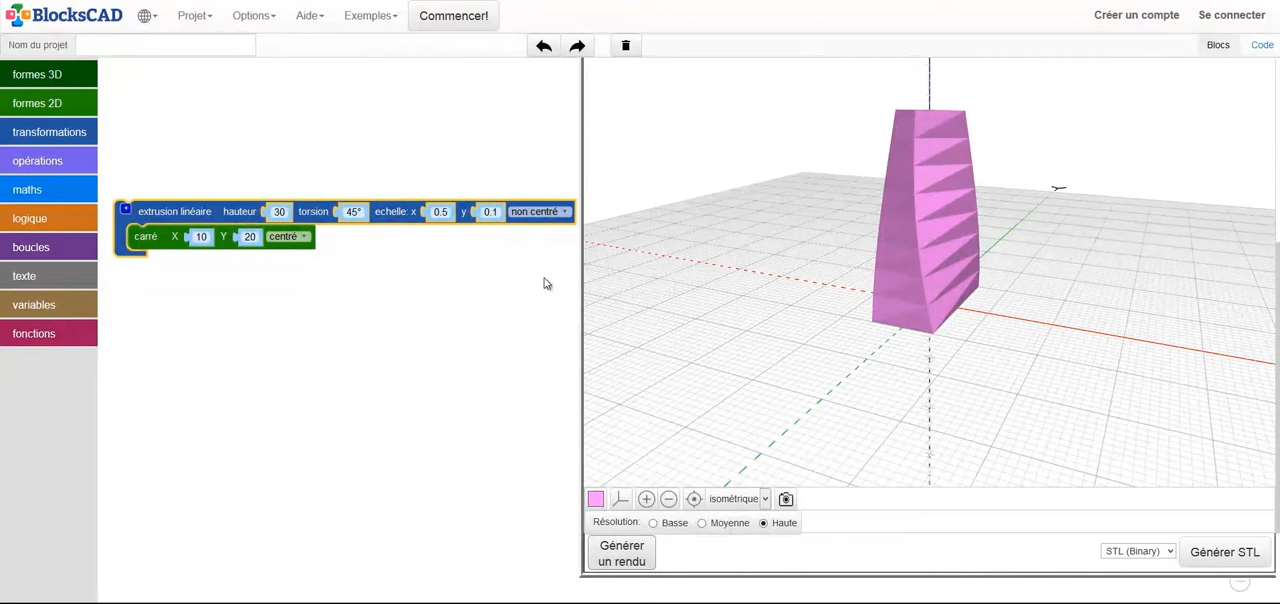 BlocksCAD Projet Options Aide Exemples Commencer! Créer un compte Se connecter
Nom du projet Blocs Code
formes 3D
formes 2D
transformations
opérations
maths
logique
boucles
texte
variables
fonctions
extrusion linéaire hauteur 30 torsion 45° echelle: x 0.5 y 0.1 non centré
carré X 10 Y 20 centré
isométrique
Résolution: Basse Moyenne Haute
Générer
un rendu
STL (Binary) Générer STL